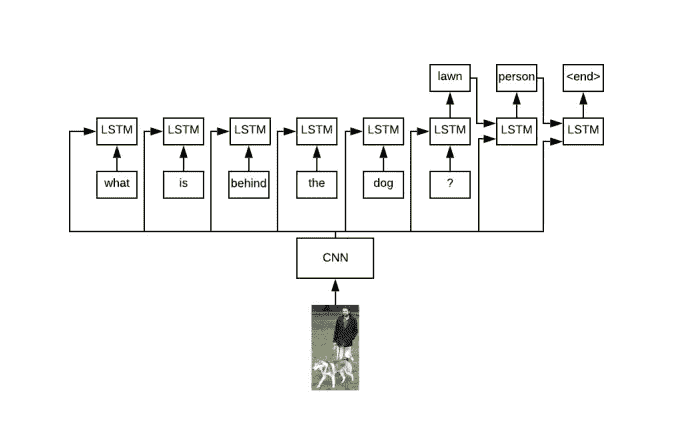 lawn person <end>
LSTM LSTM LSTM LSTM LSTM LSTM LSTM LSTM
what is behind the dog ?
CNN